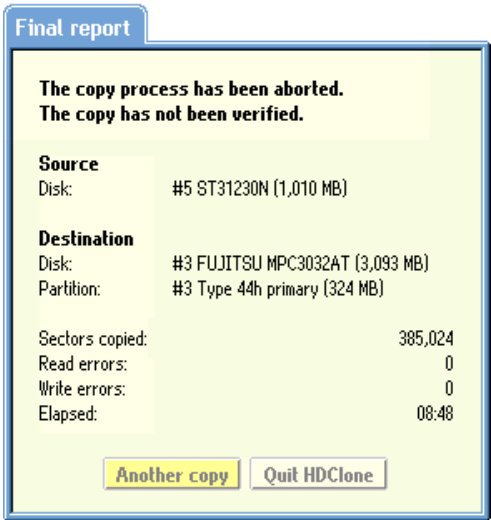 Final report
The copy process has been aborted.
The copy has not been verified.
Source
Disk: #5 ST31230N (1,010 MB)
Destination
Disk: #3 FUJITSU MPC3032AT (3,093 MB)
Partition: #3 Type 44h primary (324 MB)
Sectors copied: 385,024
Read errors: 0
Write errors: 0
Elapsed: 08:48
Another copy Quit HDClone